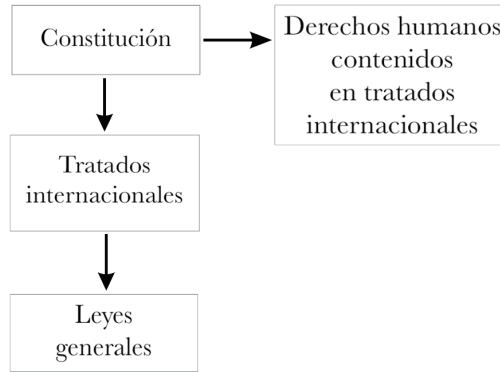 Constitución
Derechos humanos
contenidos
en tratados
internacionales
Tratados
internacionales
Leyes
generales